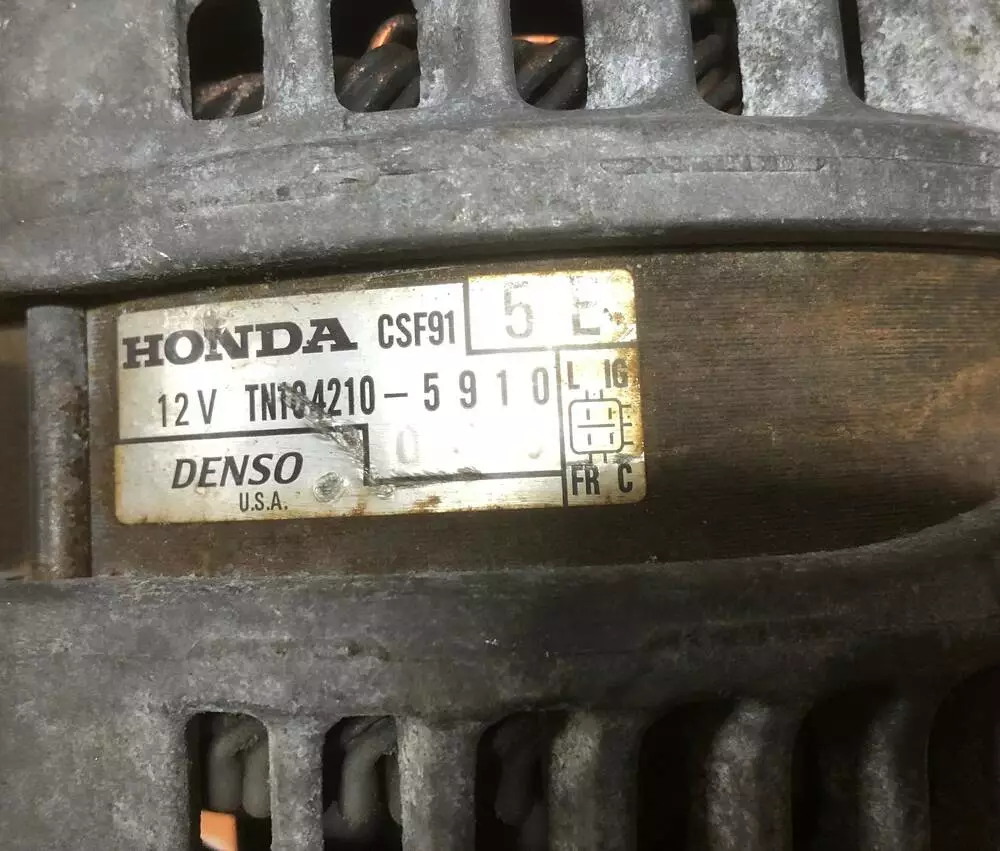 HONDA CSF91 5 E
12V TN104210-5910
L IG
DENSO
U.S.A.
FR C